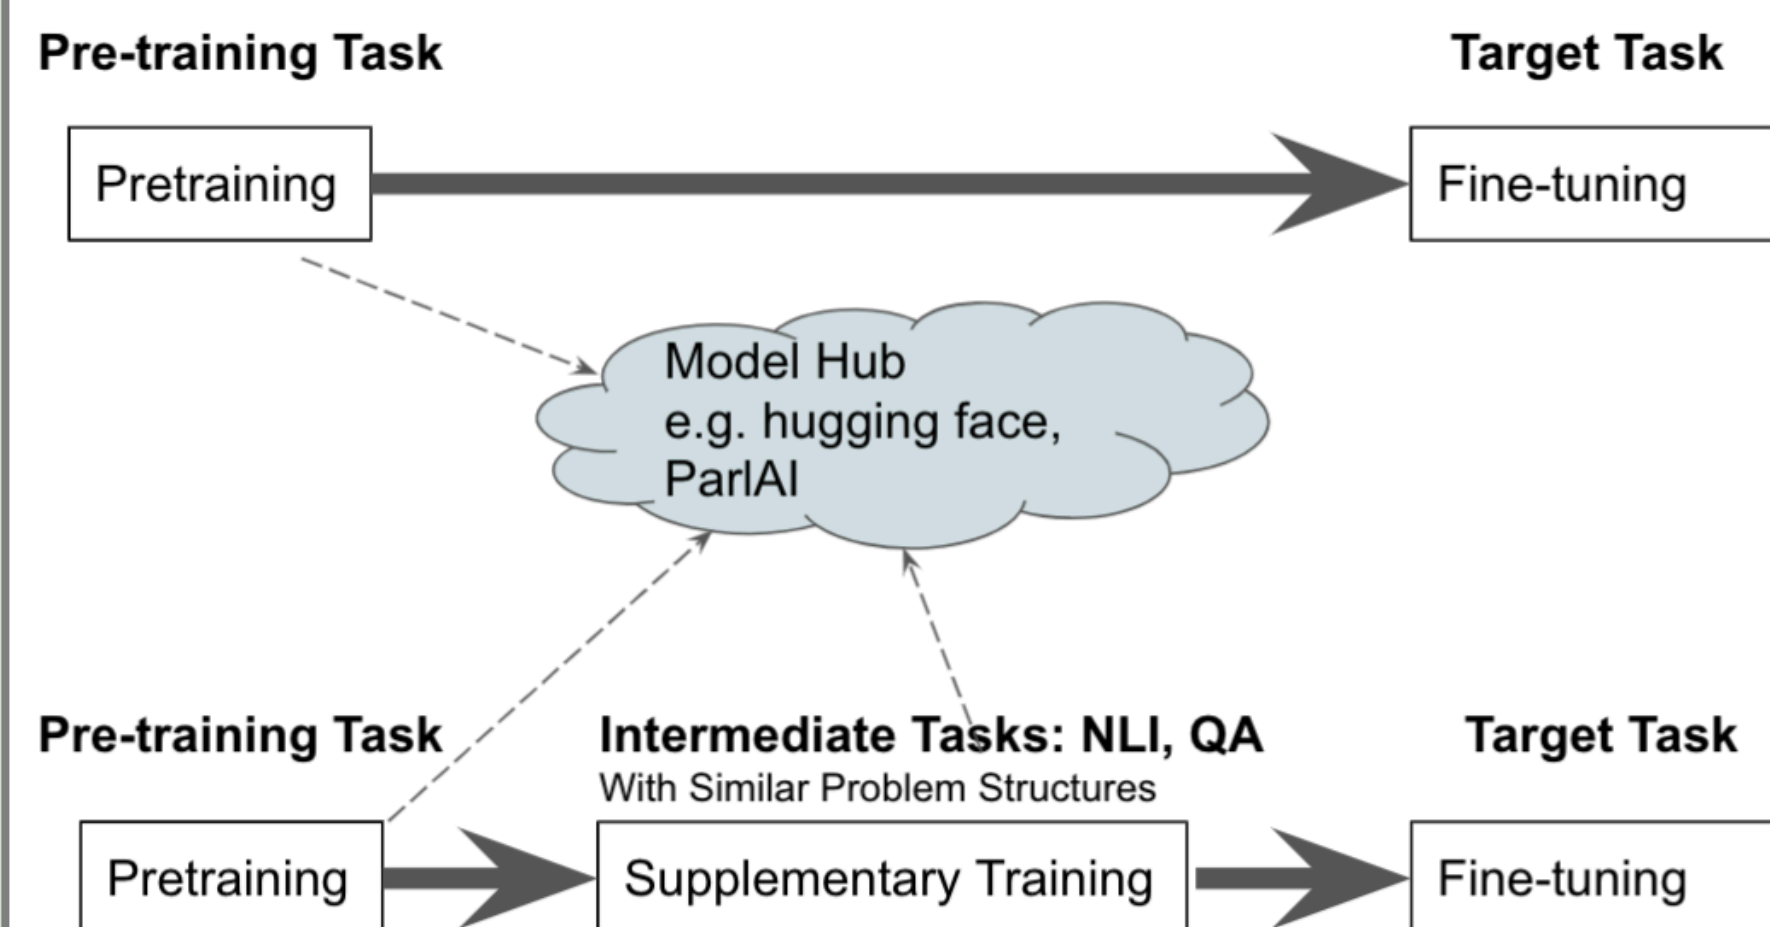 Pre-training Task
Target Task
Pretraining
Fine-tuning
Model Hub
e.g. hugging face,
ParlAI
Pre-training Task
Intermediate Tasks: NLI, QA
Target Task
With Similar Problem Structures
Pretraining
Supplementary Training
Fine-tuning